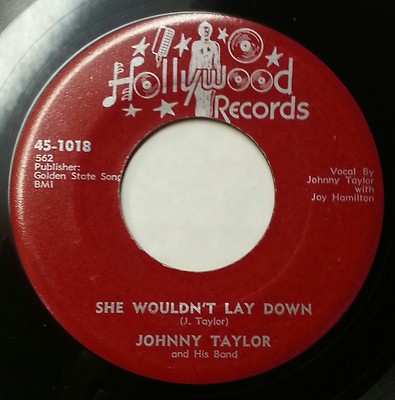 Hollywood
Records
45-1018
562
Publisher:
Golden State Song
BMI
Vocal By
Johnny Taylor
with
Joy Hamilton
SHE WOULDN'T LAY DOWN
(J. Taylor)
JOHNNY TAYLOR
and His Band